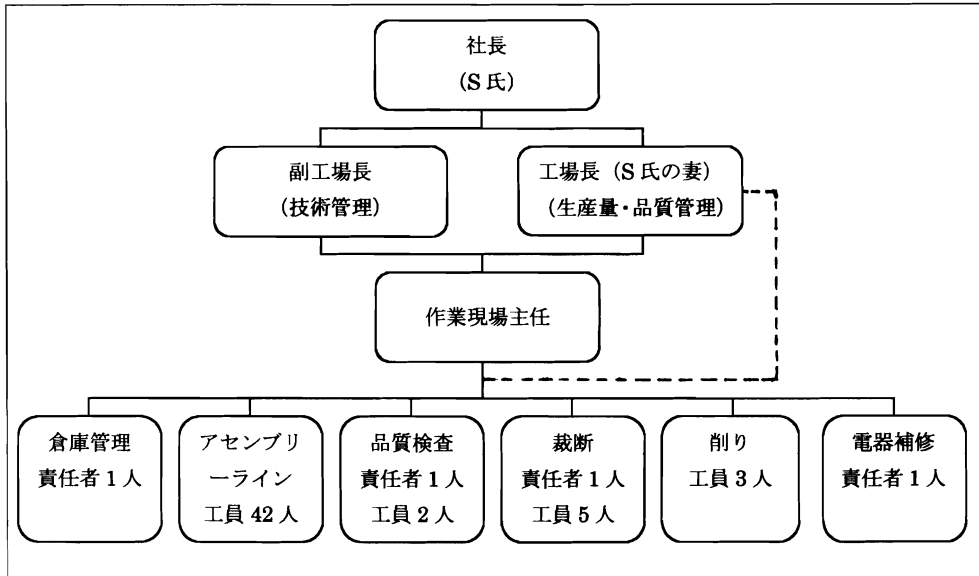 社長
(S 氏)
副工場長
(技術管理)
工場長（S 氏の妻）
(生産量・品質管理)
作業現場主任
倉庫管理
責任者 1 人
アセンブリ
ーライン
工員 42 人
品質検査
責任者 1 人
工員 2 人
裁断
責任者 1 人
工員 5 人
削り
工員 3 人
電器補修
責任者 1 人